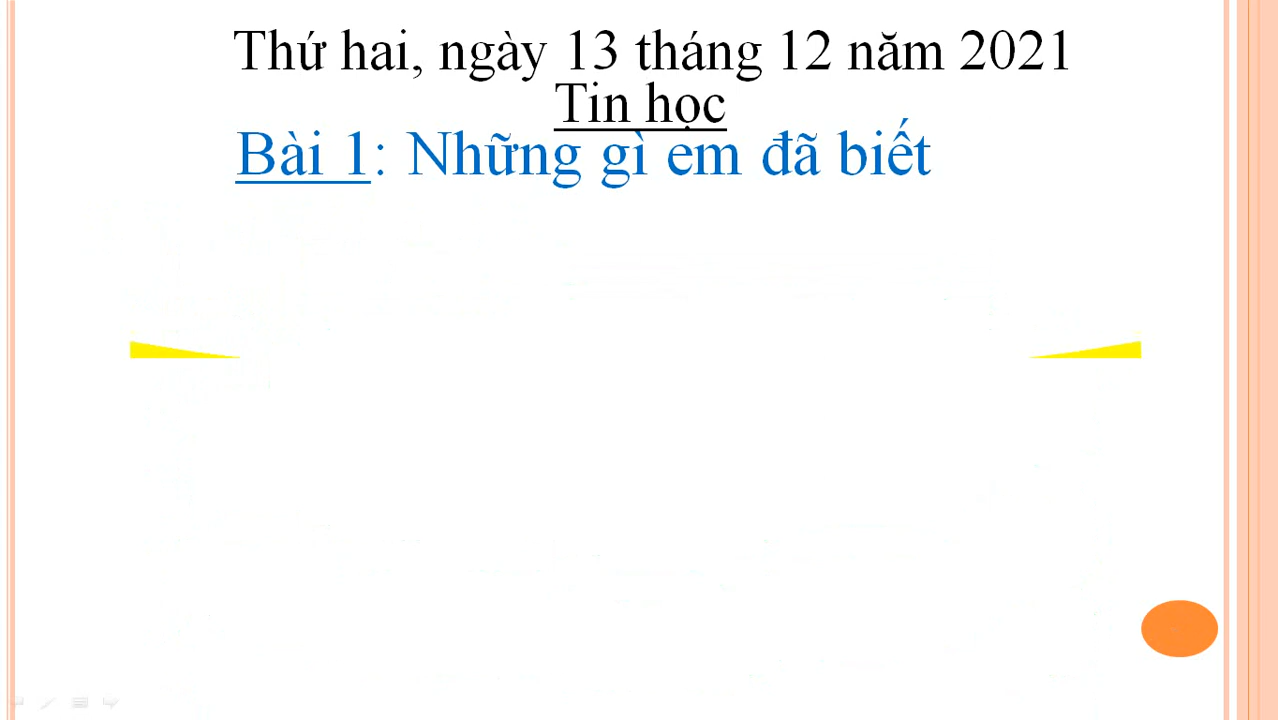 Thứ hai, ngày 13 tháng 12 năm 2021
Tin học
Bài 1: Những gì em đã biết